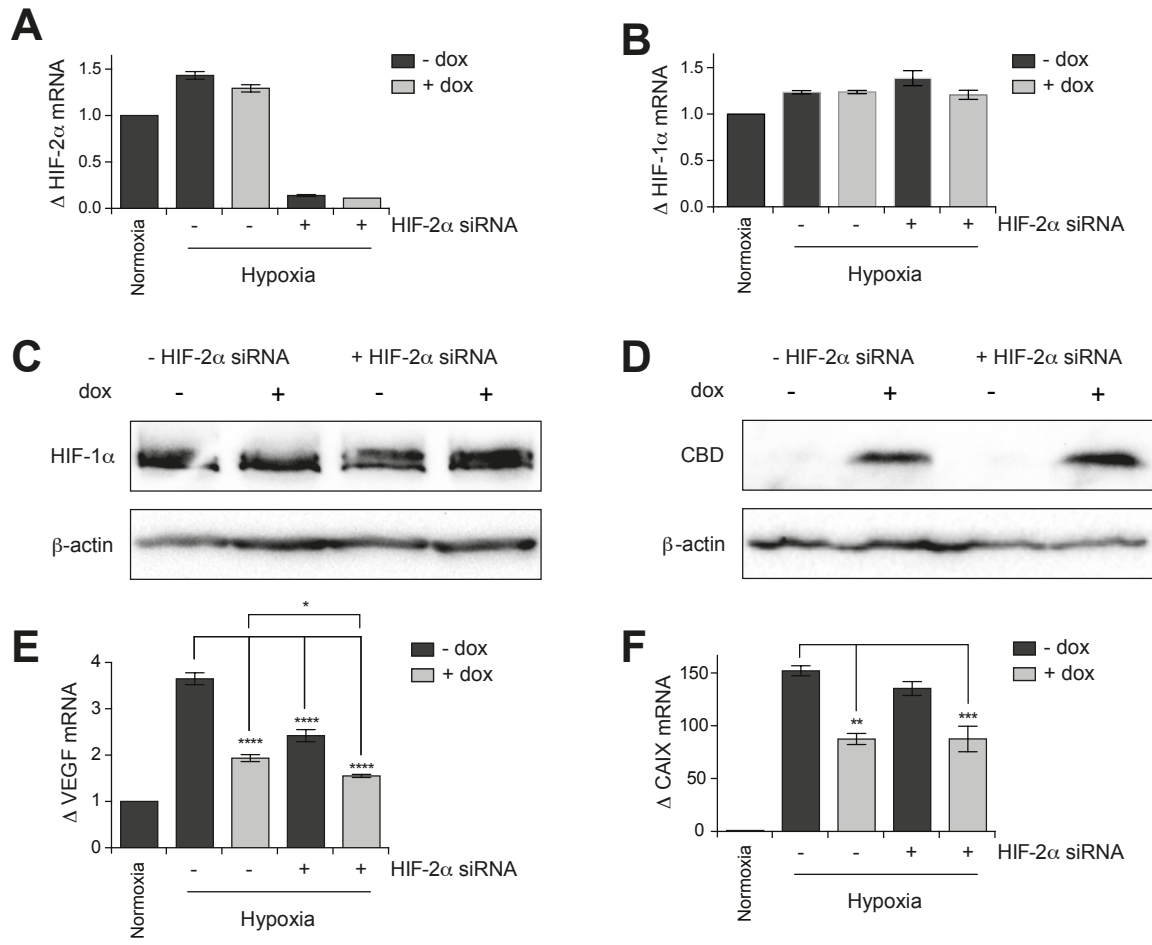 A
Δ HIF-2α mRNA
1.5
1.0
0.5
0.0
- dox
+ dox
Normoxia
- - + + HIF-2α siRNA
Hypoxia
B
Δ HIF-1α mRNA
1.5
1.0
0.5
0.0
- dox
+ dox
Normoxia
- - + + HIF-2α siRNA
Hypoxia
C
- HIF-2α siRNA + HIF-2α siRNA
dox - + - +
HIF-1α
β-actin
D
- HIF-2α siRNA + HIF-2α siRNA
dox - + - +
CBD
β-actin
E
Δ VEGF mRNA
4
3
2
1
0
*
**** **** ****
- dox
+ dox
Normoxia
- - + + HIF-2α siRNA
Hypoxia
F
Δ CAIX mRNA
150
100
50
0
** ***
- dox
+ dox
Normoxia
- - + + HIF-2α siRNA
Hypoxia